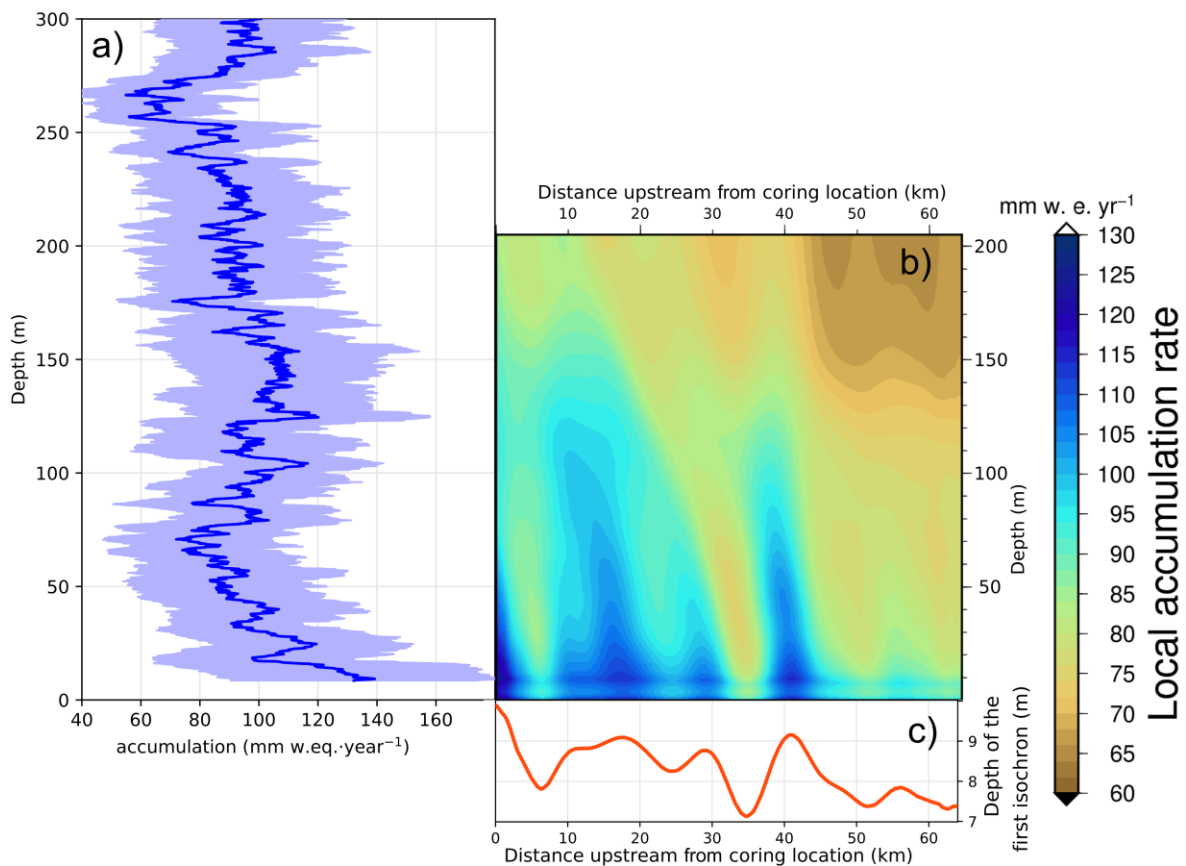 a)
300
250
200
150
100
50
0
Depth (m)
40 60 80 100 120 140 160
accumulation (mm w.eq.·year⁻¹)
Distance upstream from coring location (km)
10 20 30 40 50 60
b)
200
150
100
50
Depth (m)
c)
9
8
7
Depth of the
first isochron (m)
0 10 20 30 40 50 60
Distance upstream from coring location (km)
mm w. e. yr⁻¹
130
125
120
115
110
105
100
95
90
85
80
75
70
65
60
Local accumulation rate